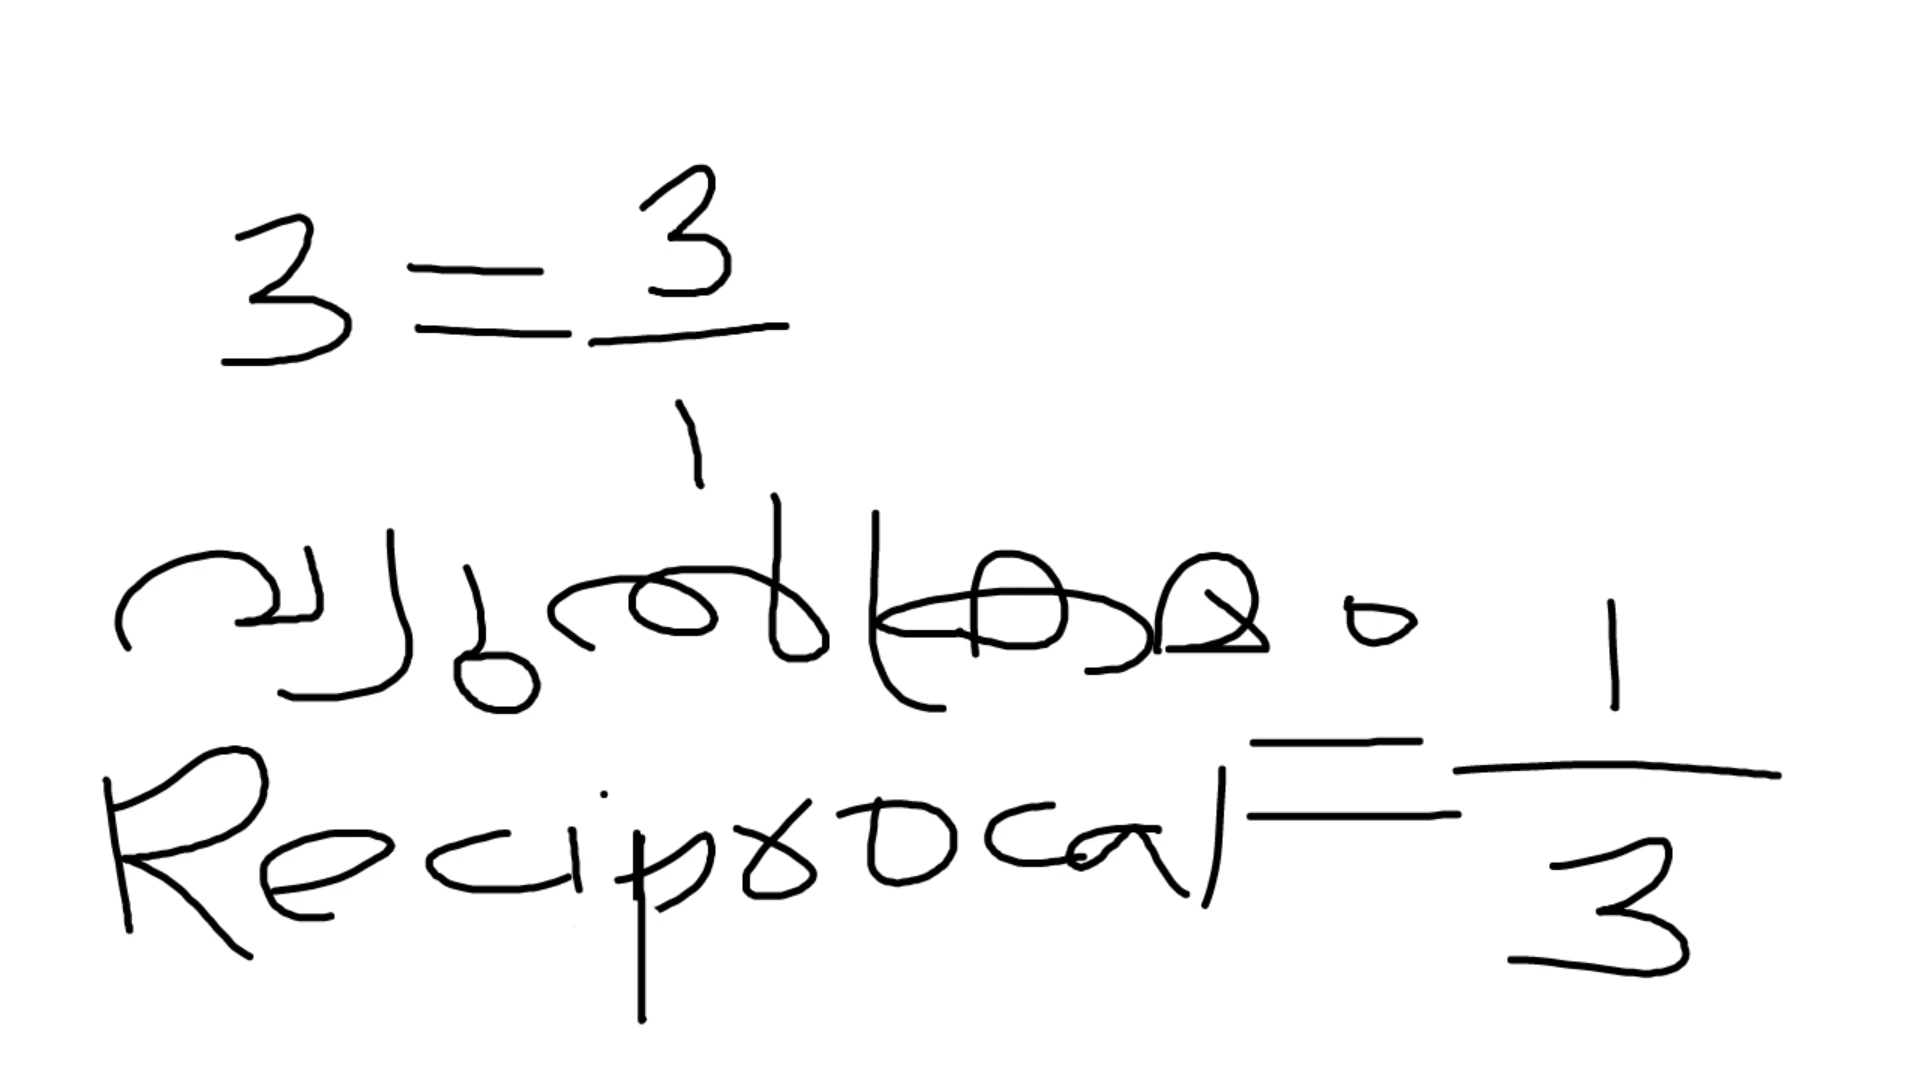 3 = 3/1
വ്യുൽക്രമം
Reciprocal = 1/3